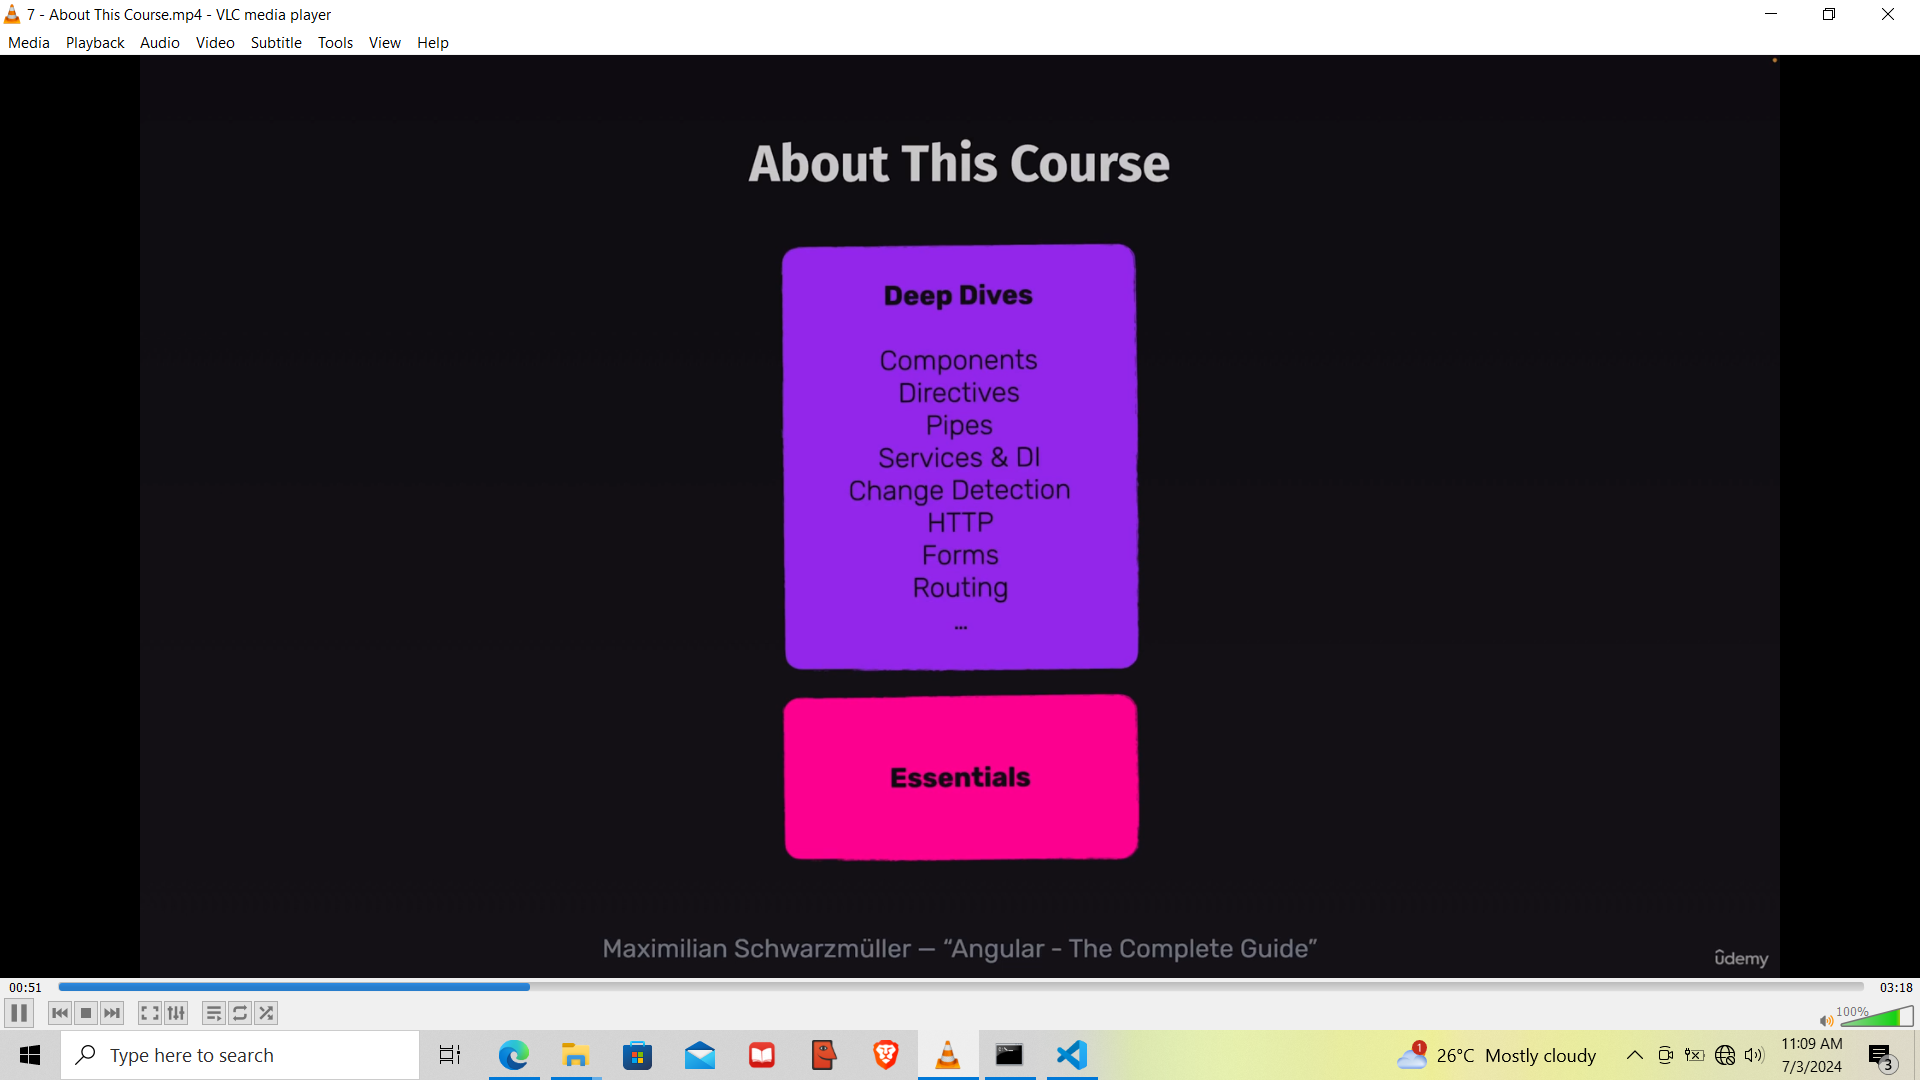 7 - About This Course.mp4 - VLC media player
Media Playback Audio Video Subtitle Tools View Help
About This Course
Deep Dives
Components
Directives
Pipes
Services & DI
Change Detection
HTTP
Forms
Routing
...
Essentials
Maximilian Schwarzmüller — “Angular - The Complete Guide”
ûdemy
00:51
03:18
100%
Type here to search
1
26°C Mostly cloudy
11:09 AM
7/3/2024
3